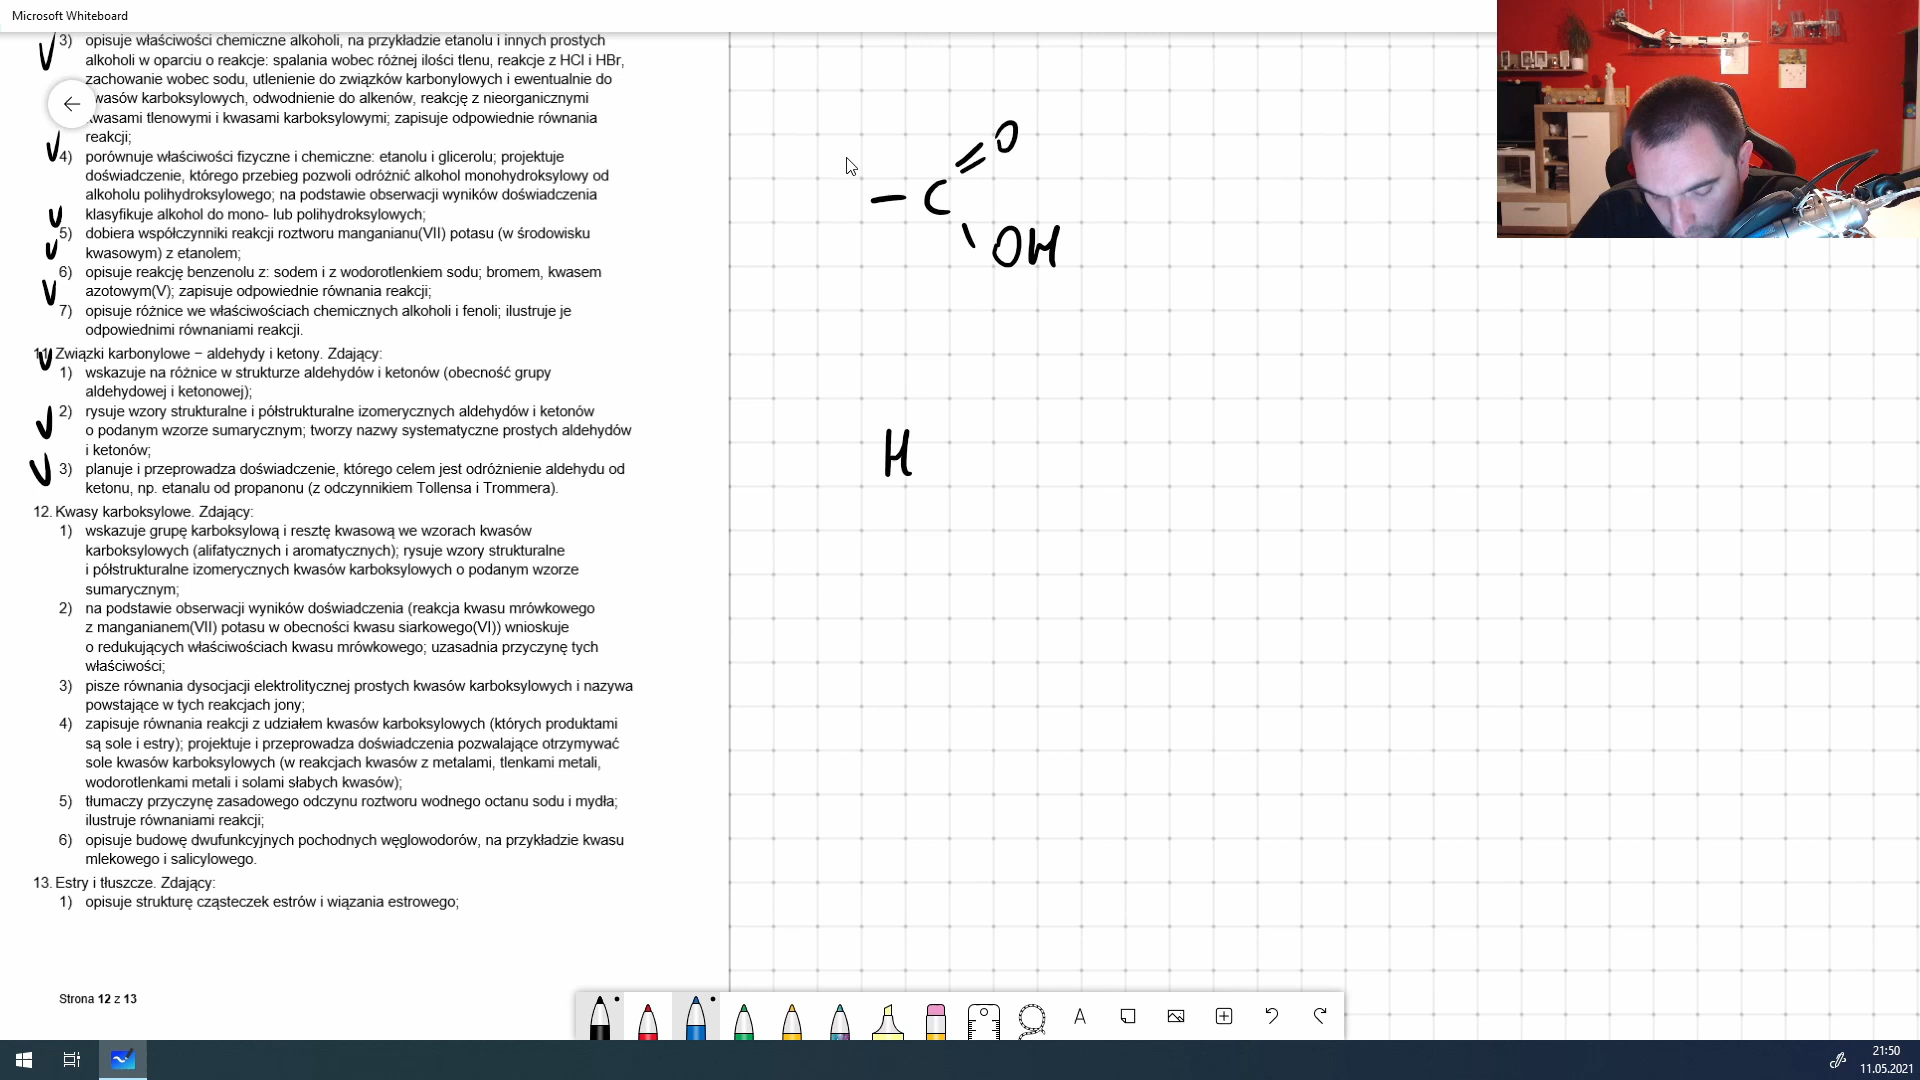 Microsoft Whiteboard
3) opisuje właściwości chemiczne alkoholi, na przykładzie etanolu i innych prostych
alkoholi w oparciu o reakcje: spalania wobec różnej ilości tlenu, reakcje z HCl i HBr,
zachowanie wobec sodu, utlenienie do związków karbonylowych i ewentualnie do
wasów karboksylowych, odwodnienie do alkenów, reakcję z nieorganicznymi
kwasami tlenowymi i kwasami karboksylowymi; zapisuje odpowiednie równania
reakcji;
4) porównuje właściwości fizyczne i chemiczne: etanolu i glicerolu; projektuje
doświadczenie, którego przebieg pozwoli odróżnić alkohol monohydroksylowy od
alkoholu polihydroksylowego; na podstawie obserwacji wyników doświadczenia
klasyfikuje alkohol do mono- lub polihydroksylowych;
5) dobiera współczynniki reakcji roztworu manganianu(VII) potasu (w środowisku
kwasowym) z etanolem;
6) opisuje reakcję benzenolu z: sodem i z wodorotlenkiem sodu; bromem, kwasem
azotowym(V); zapisuje odpowiednie równania reakcji;
7) opisuje różnice we właściwościach chemicznych alkoholi i fenoli; ilustruje je
odpowiednimi równaniami reakcji.
11. Związki karbonylowe − aldehydy i ketony. Zdający:
1) wskazuje na różnice w strukturze aldehydów i ketonów (obecność grupy
aldehydowej i ketonowej);
2) rysuje wzory strukturalne i półstrukturalne izomerycznych aldehydów i ketonów
o podanym wzorze sumarycznym; tworzy nazwy systematyczne prostych aldehydów
i ketonów;
3) planuje i przeprowadza doświadczenie, którego celem jest odróżnienie aldehydu od
ketonu, np. etanalu od propanonu (z odczynnikiem Tollensa i Trommera).
12. Kwasy karboksylowe. Zdający:
1) wskazuje grupę karboksylową i resztę kwasową we wzorach kwasów
karboksylowych (alifatycznych i aromatycznych); rysuje wzory strukturalne
i półstrukturalne izomerycznych kwasów karboksylowych o podanym wzorze
sumarycznym;
2) na podstawie obserwacji wyników doświadczenia (reakcja kwasu mrówkowego
z manganianem(VII) potasu w obecności kwasu siarkowego(VI)) wnioskuje
o redukujących właściwościach kwasu mrówkowego; uzasadnia przyczynę tych
właściwości;
3) pisze równania dysocjacji elektrolitycznej prostych kwasów karboksylowych i nazywa
powstające w tych reakcjach jony;
4) zapisuje równania reakcji z udziałem kwasów karboksylowych (których produktami
są sole i estry); projektuje i przeprowadza doświadczenia pozwalające otrzymywać
sole kwasów karboksylowych (w reakcjach kwasów z metalami, tlenkami metali,
wodorotlenkami metali i solami słabych kwasów);
5) tłumaczy przyczynę zasadowego odczynu roztworu wodnego octanu sodu i mydła;
ilustruje równaniami reakcji;
6) opisuje budowę dwufunkcyjnych pochodnych węglowodorów, na przykładzie kwasu
mlekowego i salicylowego.
13. Estry i tłuszcze. Zdający:
1) opisuje strukturę cząsteczek estrów i wiązania estrowego;
Strona 12 z 13
O
– C
OH
H
A
21:50
11.05.2021